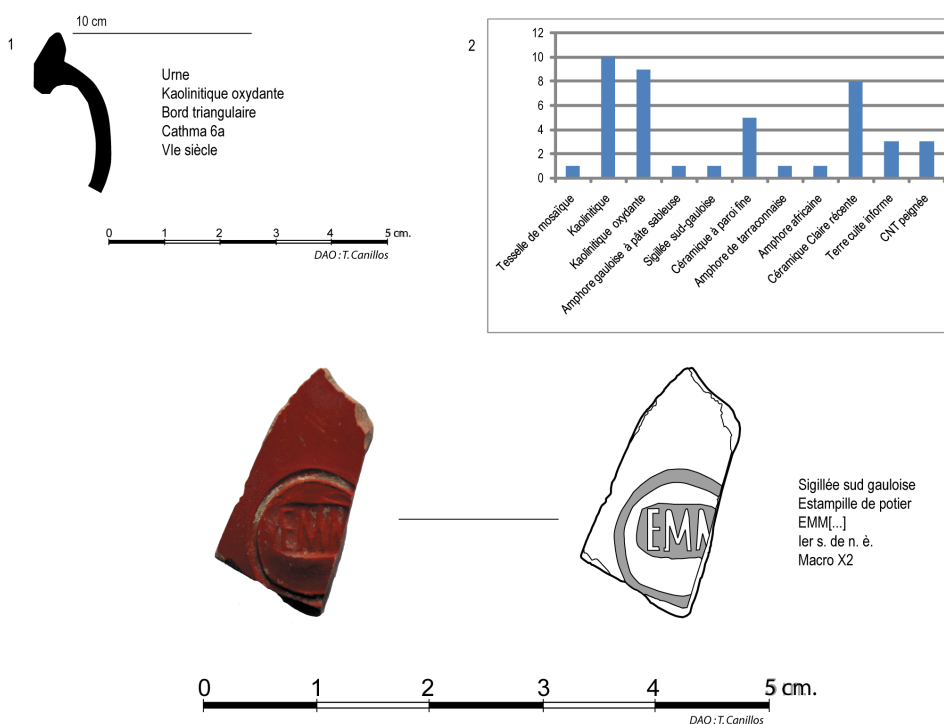 1
10 cm
Urne
Kaolinitique oxydante
Bord triangulaire
Cathma 6a
VIe siècle
0 1 2 3 4 5 cm.
DAO : T. Canillos
2
12
10
8
6
4
2
0
Tesselle de mosaïque
Kaolinitique
Kaolinitique oxydante
Amphore gauloise à pâte sableuse
Sigillée sud-gauloise
Céramique à paroi fine
Amphore de tarraconnaise
Amphore africaine
Céramique Claire récente
Terre cuite informe
CNT peignée
EMM
EMM
Sigillée sud gauloise
Estampille de potier
EMM[...]
Ier s. de n. è.
Macro X2
0 1 2 3 4 5 cm.
DAO : T. Canillos